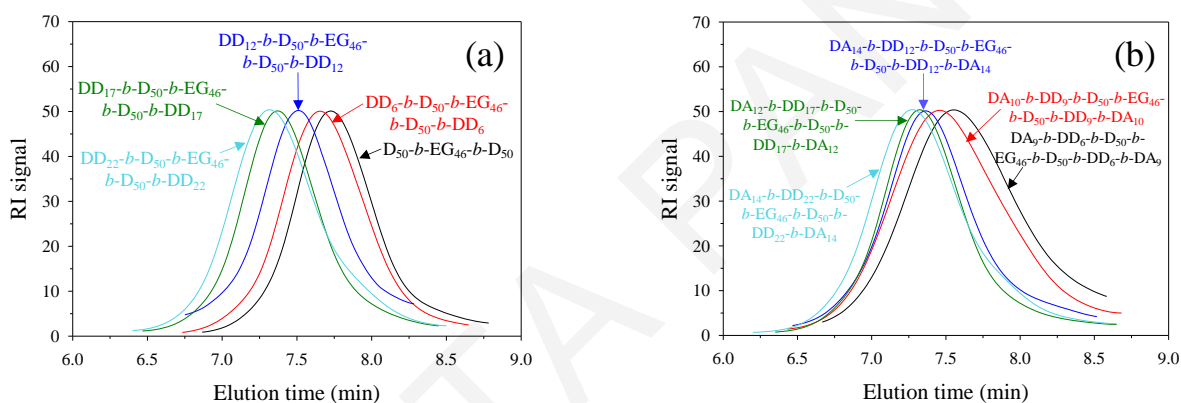 (a)
RI signal
70
60
50
40
30
20
10
0
DD₁₂-b-D₅₀-b-EG₄₆-
b-D₅₀-b-DD₁₂
DD₁₇-b-D₅₀-b-EG₄₆-
b-D₅₀-b-DD₁₇
DD₆-b-D₅₀-b-EG₄₆-
b-D₅₀-b-DD₆
D₅₀-b-EG₄₆-b-D₅₀
DD₂₂-b-D₅₀-b-EG₄₆-
b-D₅₀-b-DD₂₂
6.0 6.5 7.0 7.5 8.0 8.5 9.0
Elution time (min)
(b)
RI signal
70
60
50
40
30
20
10
0
DA₁₄-b-DD₁₂-b-D₅₀-b-EG₄₆-
b-D₅₀-b-DD₁₂-b-DA₁₄
DA₁₂-b-DD₁₇-b-D₅₀-
b-EG₄₆-b-D₅₀-b-
DD₁₇-b-DA₁₂
DA₁₀-b-DD₉-b-D₅₀-b-EG₄₆-
b-D₅₀-b-DD₉-b-DA₁₀
DA₉-b-DD₆-b-D₅₀-b-
EG₄₆-b-D₅₀-b-DD₆-b-DA₉
DA₁₄-b-DD₂₂-b-D₅₀-
b-EG₄₆-b-D₅₀-b-
DD₂₂-b-DA₁₄
6.0 6.5 7.0 7.5 8.0 8.5 9.0
Elution time (min)
TA PAN